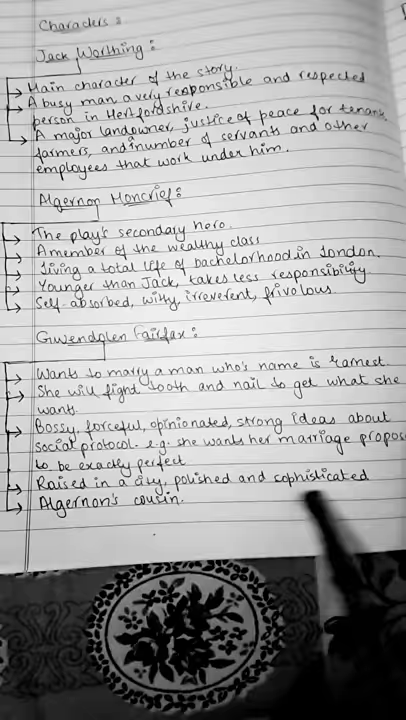 Characters :
Jack Worthing :
Main character of the story.
A busy man, a very responsible and respected
person in Hertfordshire.
A major landowner, justice of peace for tenant
farmers, and a number of servants and other
employees that work under him.
Algernon Moncrief :
The play's secondary hero.
A member of the wealthy class
Living a total life of bachelorhood in London.
Younger than Jack, takes less responsibility.
Self-absorbed, witty, irreverent, frivolous
Gwendolen Fairfax :
Wants to marry a man who's name is Earnest.
She will fight tooth and nail to get what she
wants.
Bossy, forceful, opinionated, strong ideas about
social protocol. e.g. she wants her marriage propos
to be exactly perfect
Raised in a city, polished and sophisticated
Algernon's cousin.